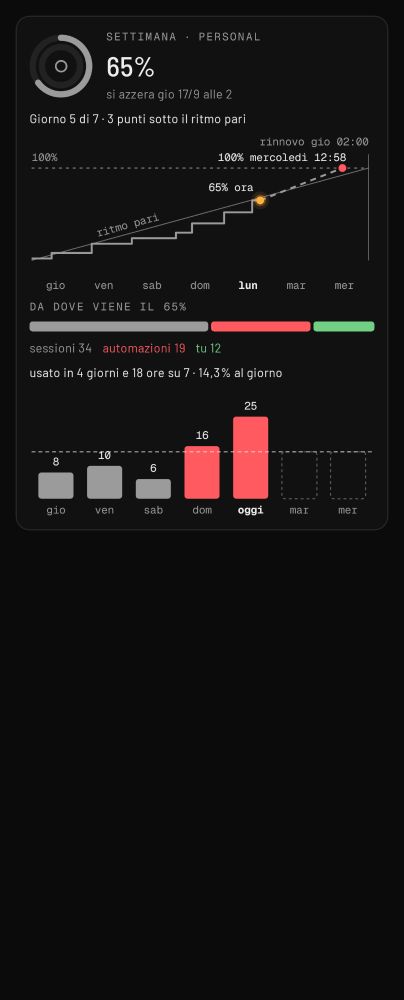 SETTIMANA · PERSONAL
65%
si azzera gio 17/9 alle 2
Giorno 5 di 7 · 3 punti sotto il ritmo pari
rinnovo gio 02:00
100%
100% mercoledì 12:58
65% ora
ritmo pari
gio ven sab dom lun mar mer
DA DOVE VIENE IL 65%
sessioni 34 automazioni 19 tu 12
usato in 4 giorni e 18 ore su 7 · 14,3% al giorno
25
16
8 10 6
gio ven sab dom oggi mar mer